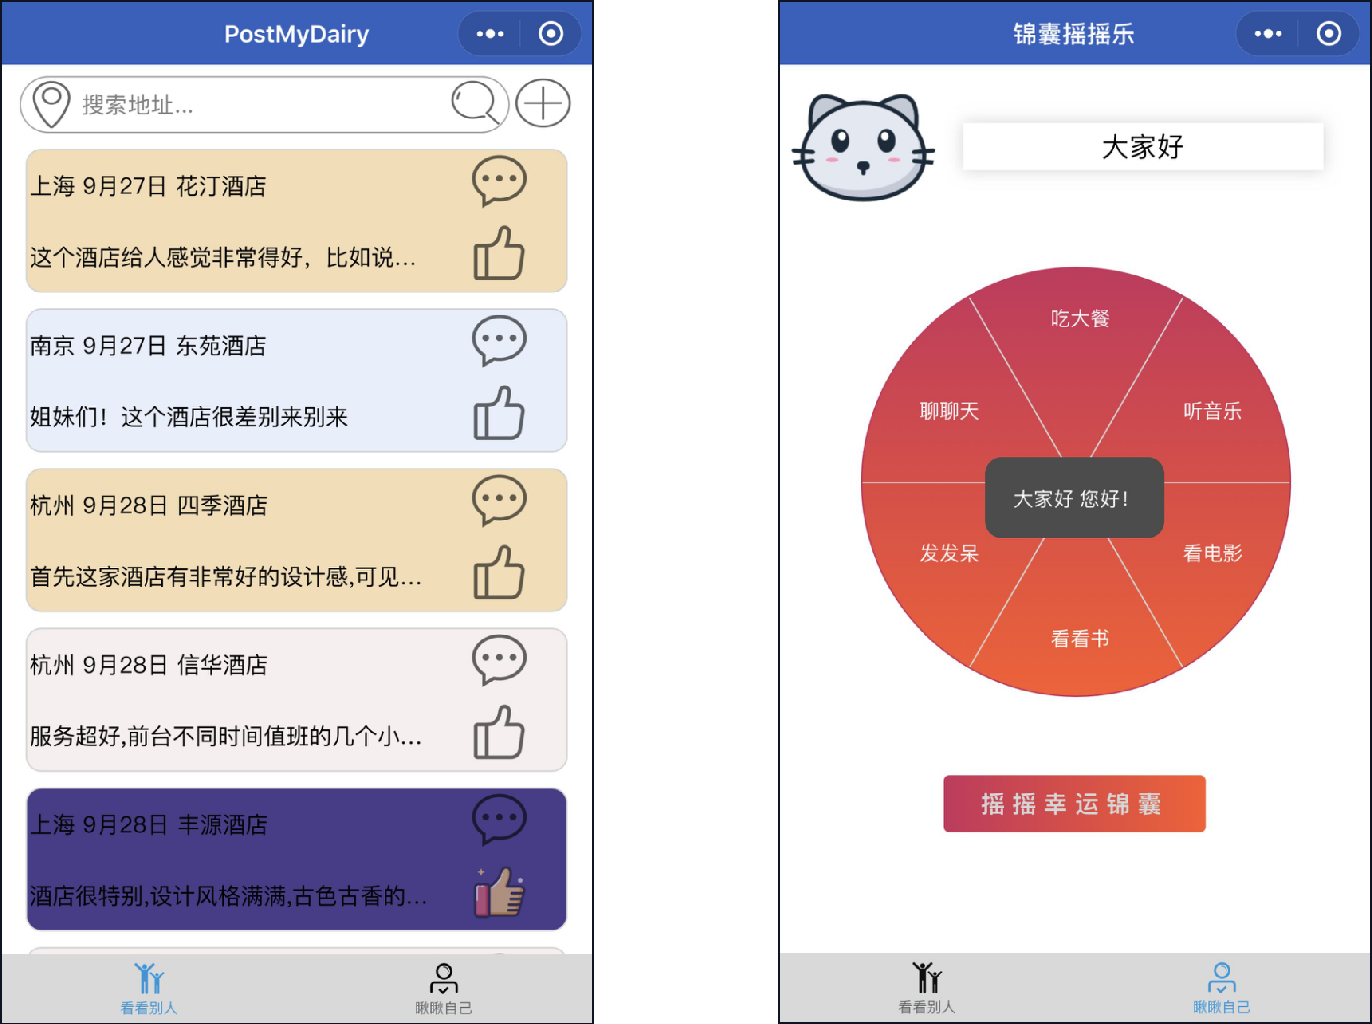 PostMyDairy
搜索地址...
上海 9月27日 花汀酒店
这个酒店给人感觉非常得好，比如说...
南京 9月27日 东苑酒店
姐妹们！这个酒店很差别来别来
杭州 9月28日 四季酒店
首先这家酒店有非常好的设计感,可见...
杭州 9月28日 信华酒店
服务超好,前台不同时间值班的几个小...
上海 9月28日 丰源酒店
酒店很特别,设计风格满满,古色古香的...
看看别人
瞅瞅自己
锦囊摇摇乐
大家好
吃大餐
聊聊天
听音乐
大家好 您好！
发发呆
看电影
看看书
摇摇幸运锦囊
看看别人
瞅瞅自己